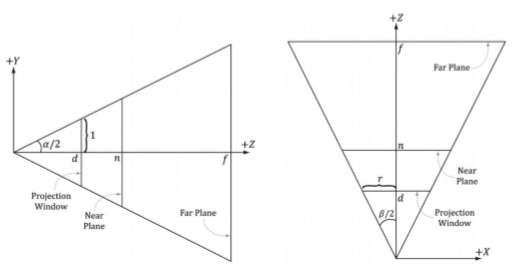 +Y
α/2
d
1
n
f
+Z
Projection
Window
Near
Plane
Far Plane
+Z
f
Far Plane
n
Near
Plane
r
d
β/2
Projection
Window
+X